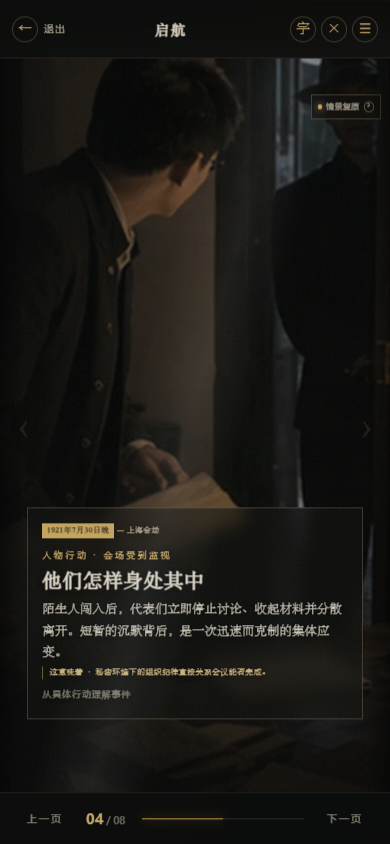 ← 退出
启航
字 × ☰
情景复原 ?
1921年7月30日晚 — 上海会场
人物行动 · 会场受到监视
他们怎样身处其中
陌生人闯入后，代表们立即停止讨论、收起材料并分散
离开。短暂的沉默背后，是一次迅速而克制的集体应
变。
这意味着 · 秘密环境下的组织纪律直接关系会议能否完成。
从具体行动理解事件
上一页
04 / 08
下一页